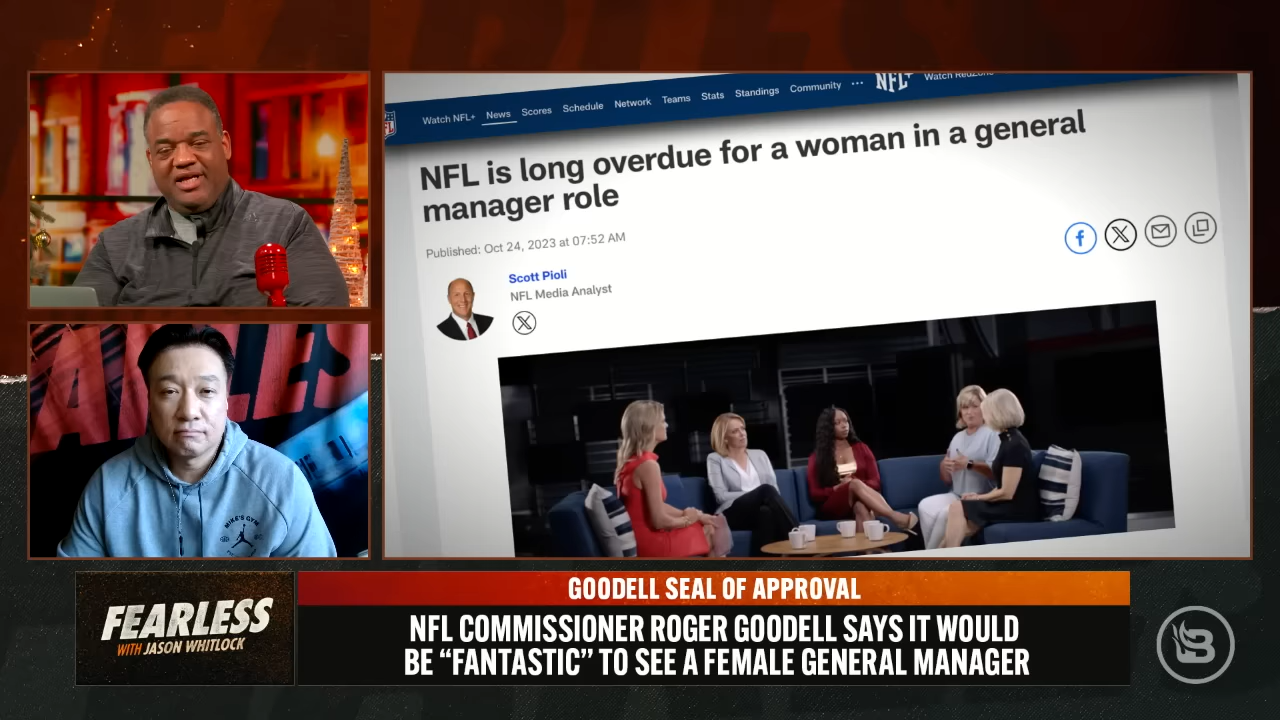 Watch NFL+ News Scores Schedule Network Teams Stats Standings Community ··· NFL+ Watch RedZone
NFL is long overdue for a woman in a general
manager role
Published: Oct 24, 2023 at 07:52 AM
Scott Pioli
NFL Media Analyst
MIKE'S GYM
GOODELL SEAL OF APPROVAL
FEARLESS
WITH JASON WHITLOCK
NFL COMMISSIONER ROGER GOODELL SAYS IT WOULD
BE “FANTASTIC” TO SEE A FEMALE GENERAL MANAGER
B